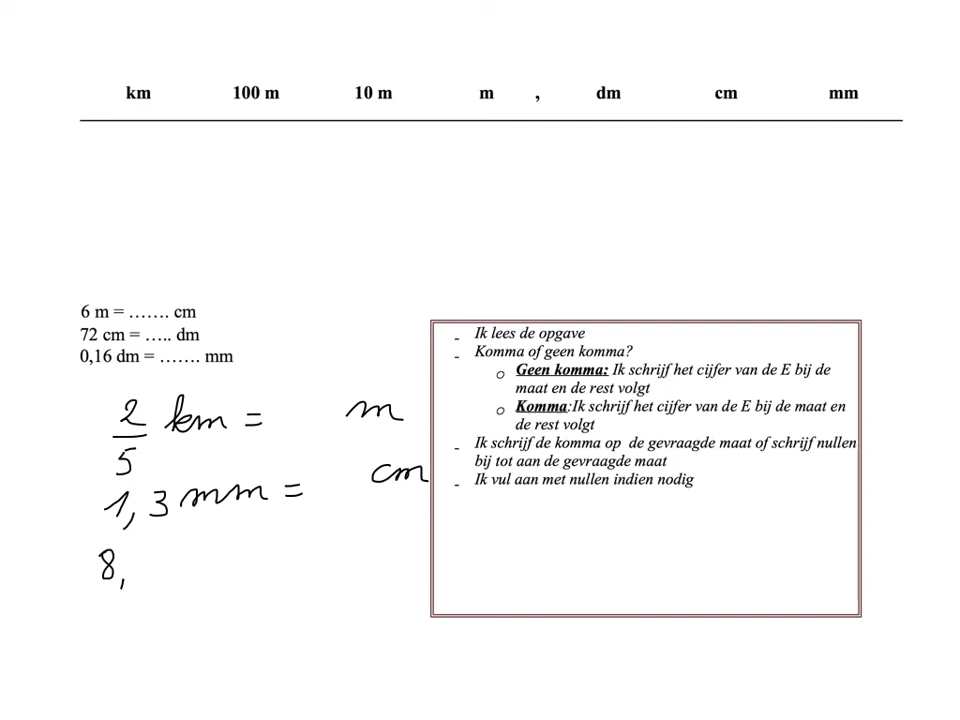 km 100 m 10 m m , dm cm mm
6 m = ……. cm
72 cm = ….. dm
0,16 dm = ……. mm
2/5 km = m
1,3 mm = cm
8,
- Ik lees de opgave
- Komma of geen komma?
o Geen komma: Ik schrijf het cijfer van de E bij de
maat en de rest volgt
o Komma:Ik schrijf het cijfer van de E bij de maat en
de rest volgt
- Ik schrijf de komma op de gevraagde maat of schrijf nullen
bij tot aan de gevraagde maat
- Ik vul aan met nullen indien nodig